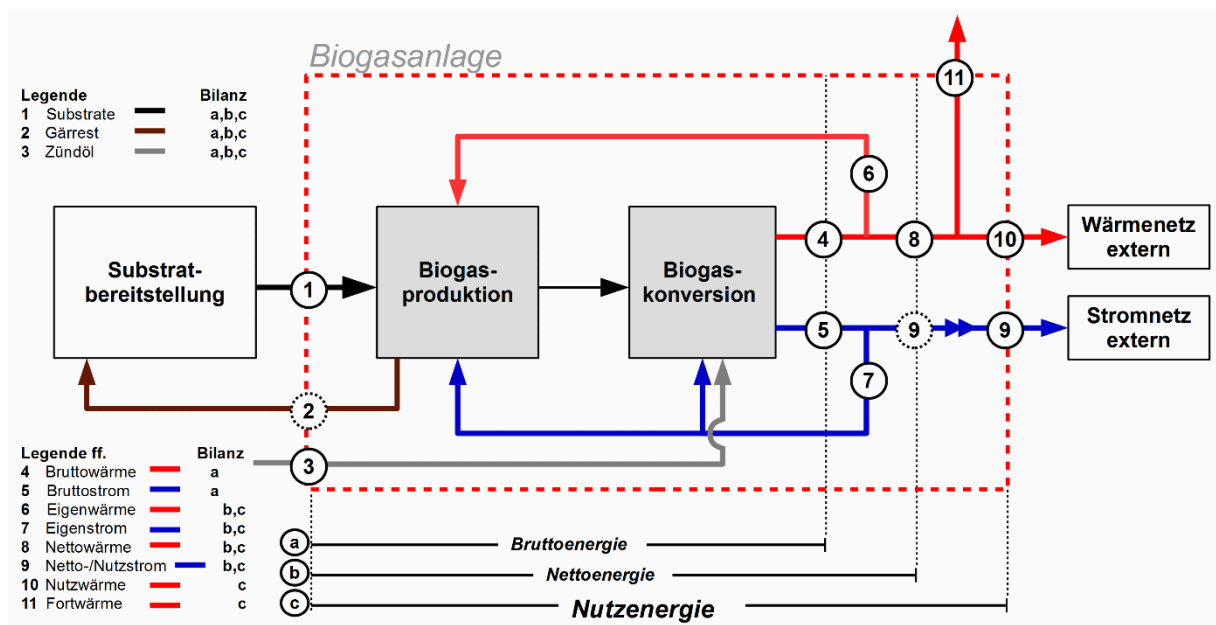 Biogasanlage
11
Legende Bilanz
1 Substrate a,b,c
2 Gärrest a,b,c
3 Zündöl a,b,c
6
Substrat-
bereitstellung
1
Biogas-
produktion
Biogas-
konversion
4
8
10
Wärmenetz
extern
5
9
9
Stromnetz
extern
7
2
3
Legende ff. Bilanz
4 Bruttowärme a
5 Bruttostrom a
6 Eigenwärme b,c
7 Eigenstrom b,c
8 Nettowärme b,c
9 Netto-/Nutzstrom b,c
10 Nutzwärme c
11 Fortwärme c
a Bruttoenergie
b Nettoenergie
c Nutzenergie